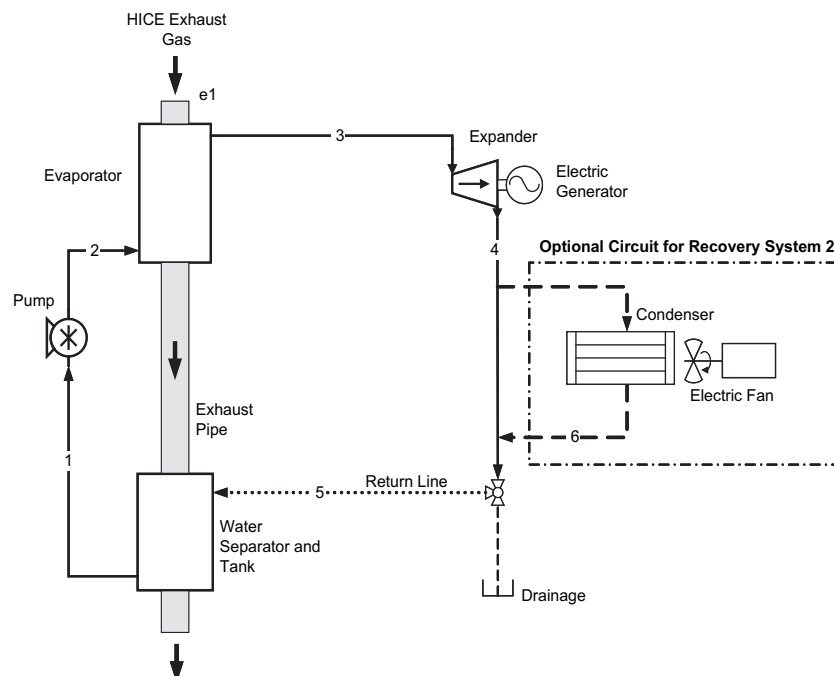 HICE Exhaust
Gas
e1
3
Expander
Evaporator
Electric
Generator
2
4
Optional Circuit for Recovery System 2
Pump
Condenser
Electric Fan
Exhaust
Pipe
6
1
Return Line
5
Water
Separator and
Tank
Drainage